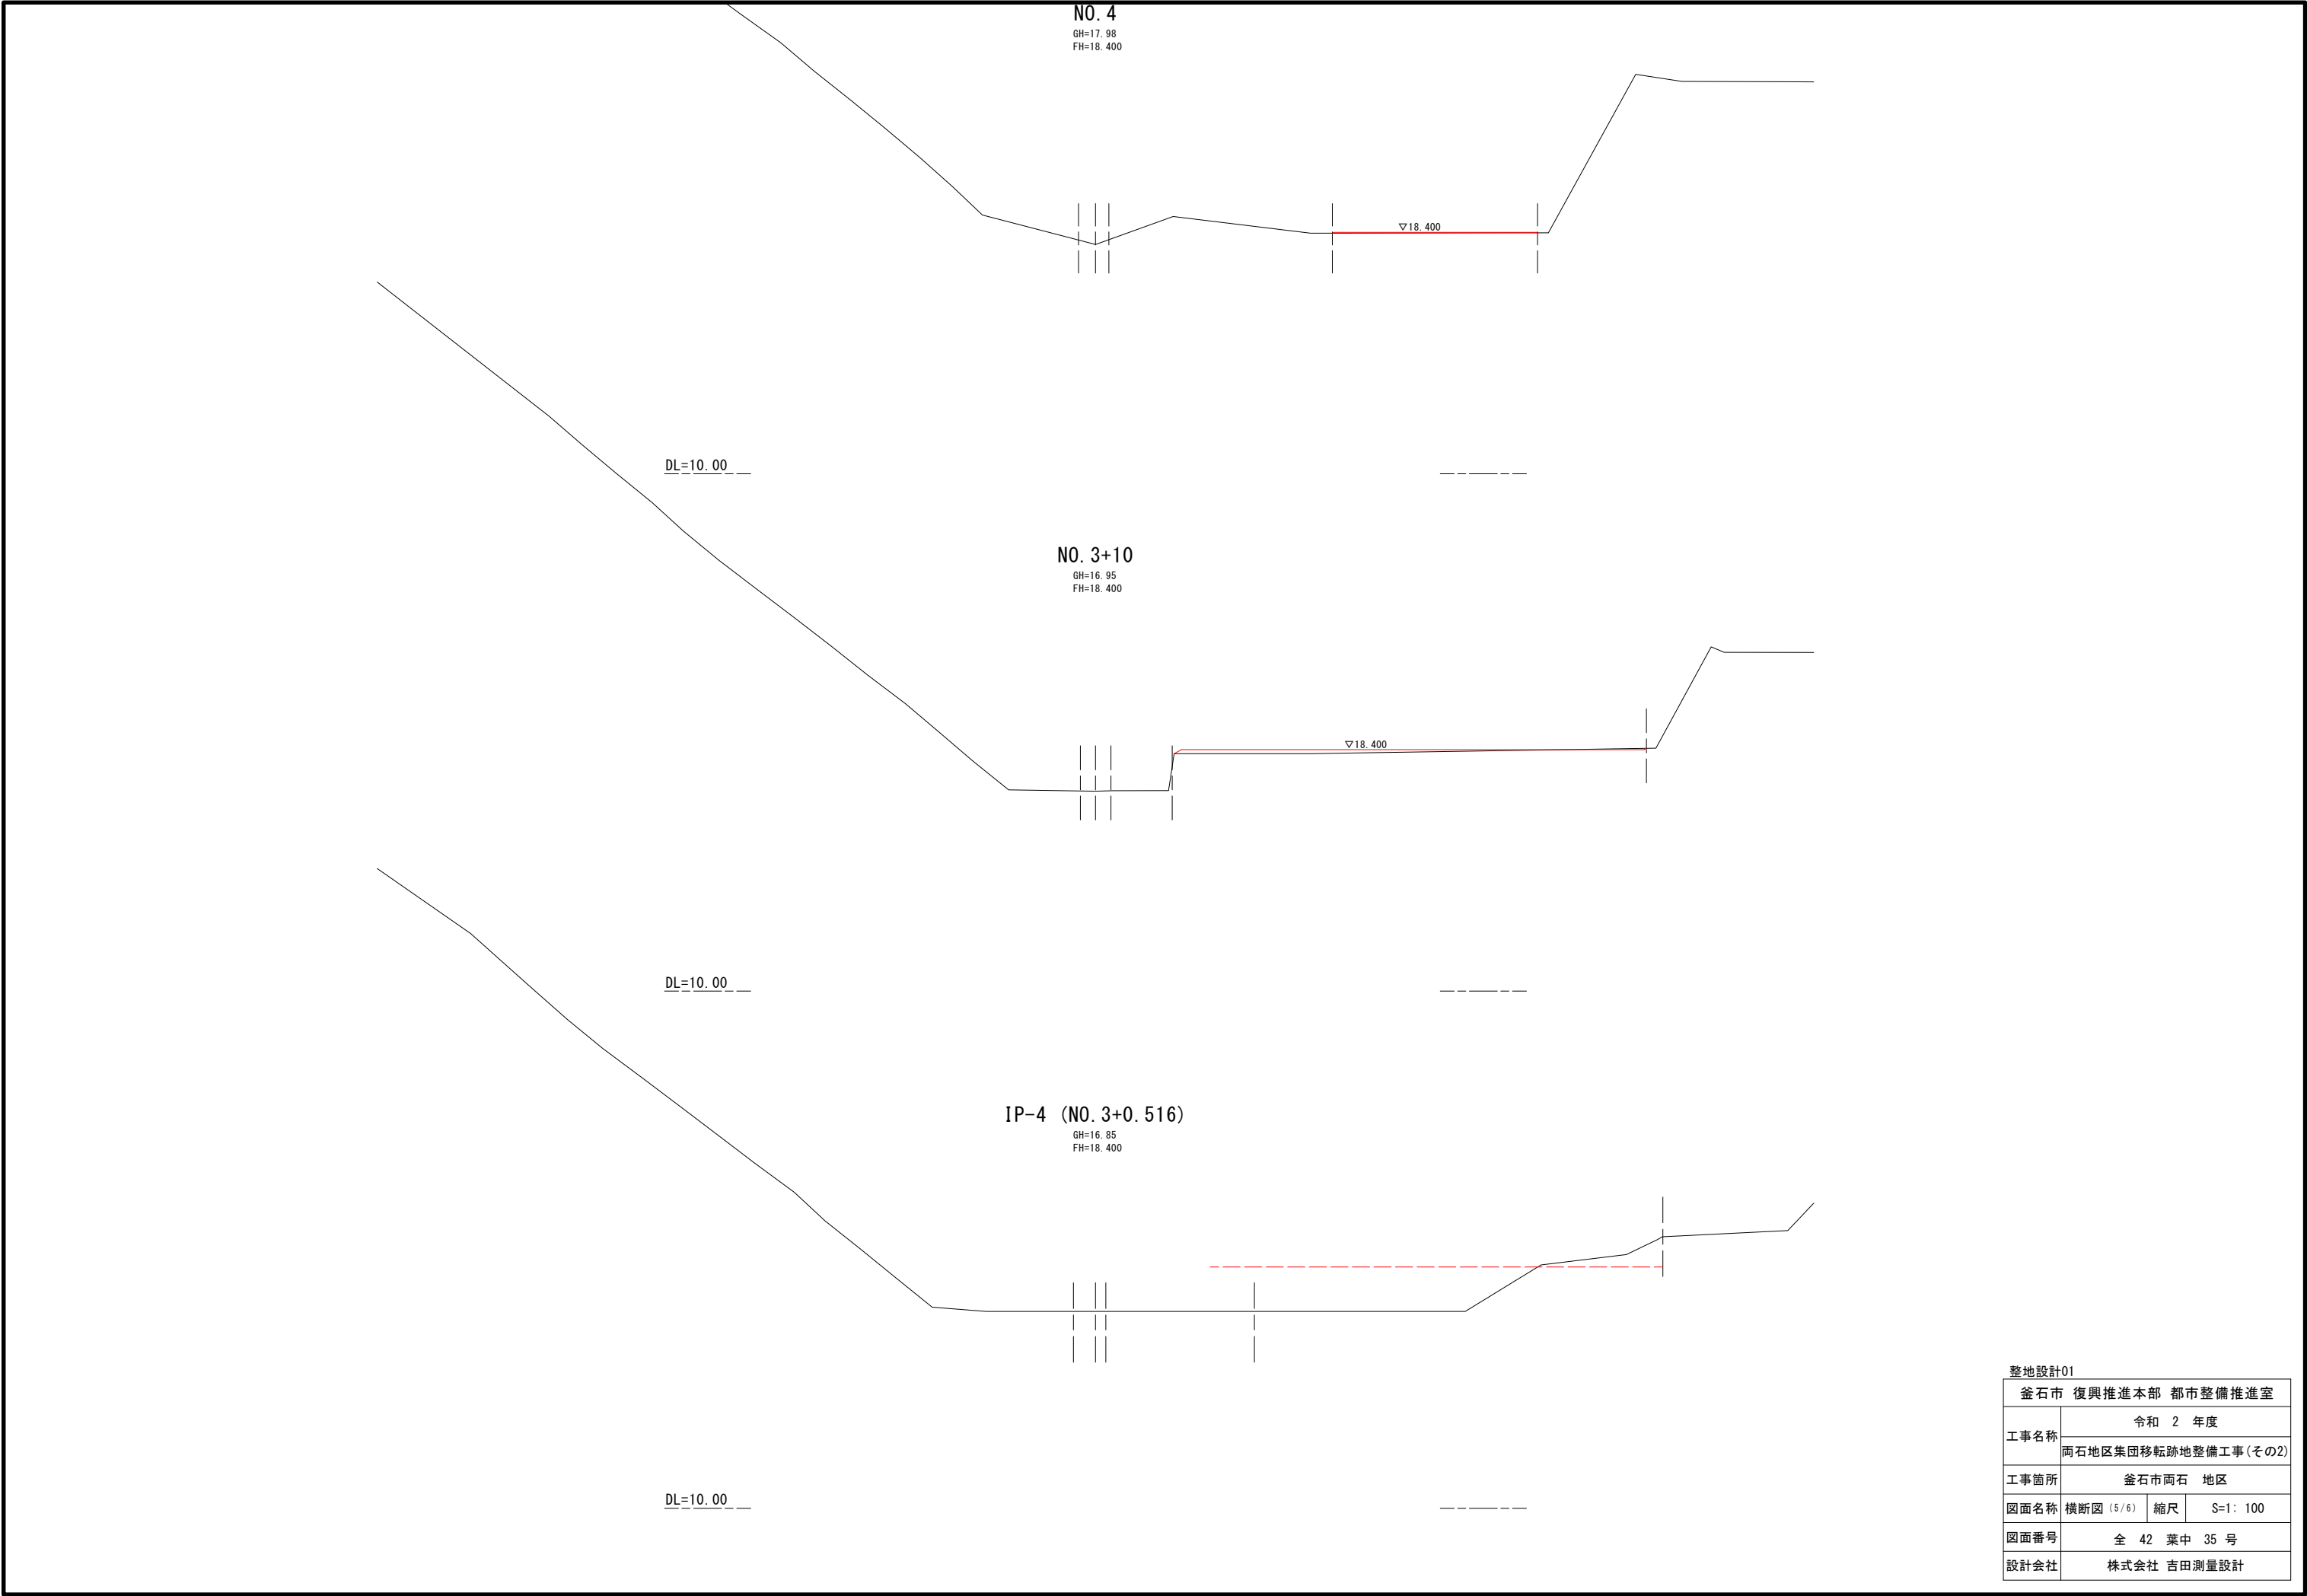 NO.4
GH=17.98
FH=18.400
▽18.400
DL=10.00
NO.3+10
GH=16.95
FH=18.400
▽18.400
DL=10.00
IP-4 (NO.3+0.516)
GH=16.85
FH=18.400
DL=10.00
整地設計01
釜石市 復興推進本部 都市整備推進室
工事名称 令和 2 年度
両石地区集団移転跡地整備工事(その2)
工事箇所 釜石市両石 地区
図面名称 横断図(5/6) 縮尺 S=1:100
図面番号 全 42 葉中 35 号
設計会社 株式会社 吉田測量設計